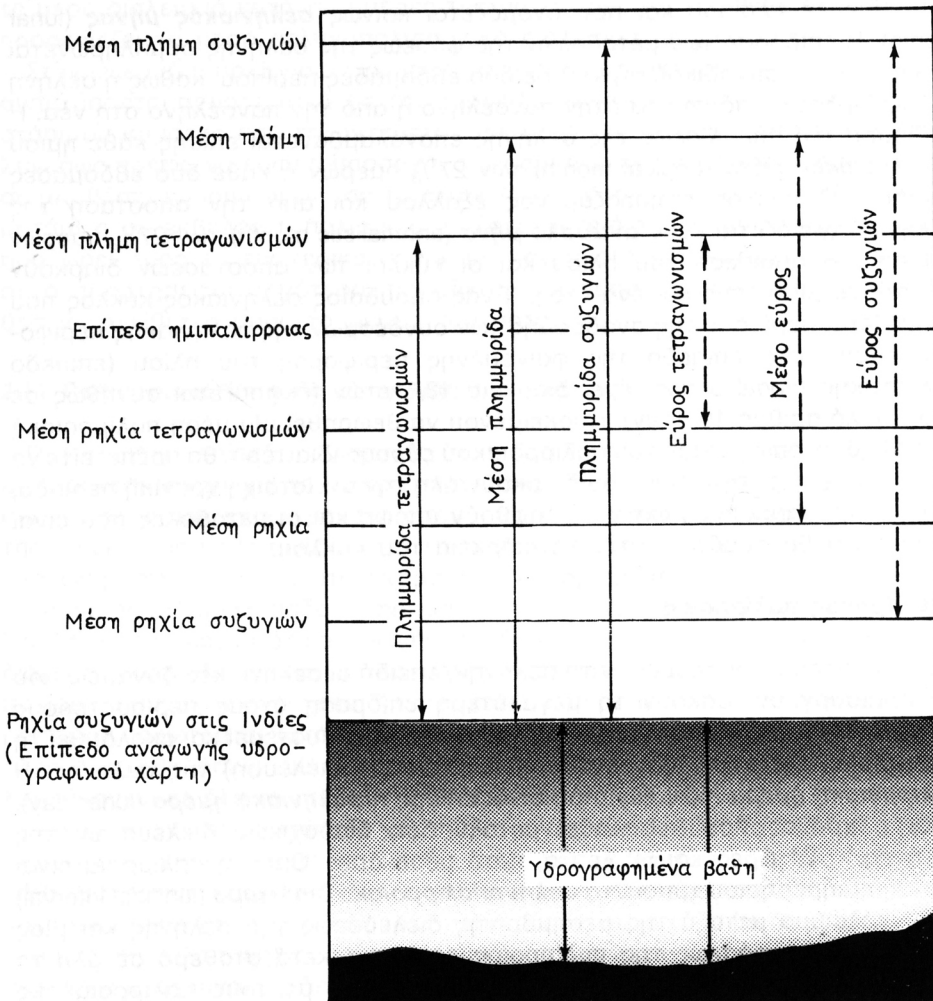 Μέση πλήμη συζυγιών
Μέση πλήμη
Μέση πλήμη τετραγωνισμών
Επίπεδο ημιπαλίρροιας
Μέση ρηχία τετραγωνισμών
Μέση ρηχία
Μέση ρηχία συζυγιών
Ρηχία συζυγιών στις Ινδίες
(Επίπεδο αναγωγής υδρο-
γραφικού χάρτη)
Πλημμυρίδα τετραγωνισμών
Μέση πλημμυρίδα
Πλημμυρίδα συζυγιών
Εύρος τετραγωνισμών
Μέσο εύρος
Εύρος συζυγιών
Υδρογραφημένα βάθη